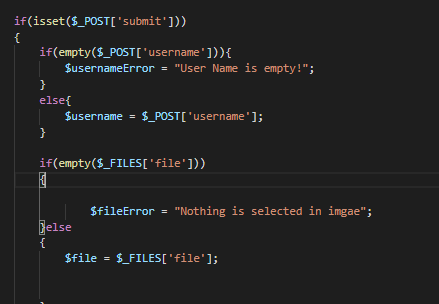 if(isset($_POST['submit']))
{
if(empty($_POST['username'])){
$usernameError = "User Name is empty!";
}
else{
$username = $_POST['username'];
}
if(empty($_FILES['file']))
{
$fileError = "Nothing is selected in imgae";
}else
{
$file = $_FILES['file'];